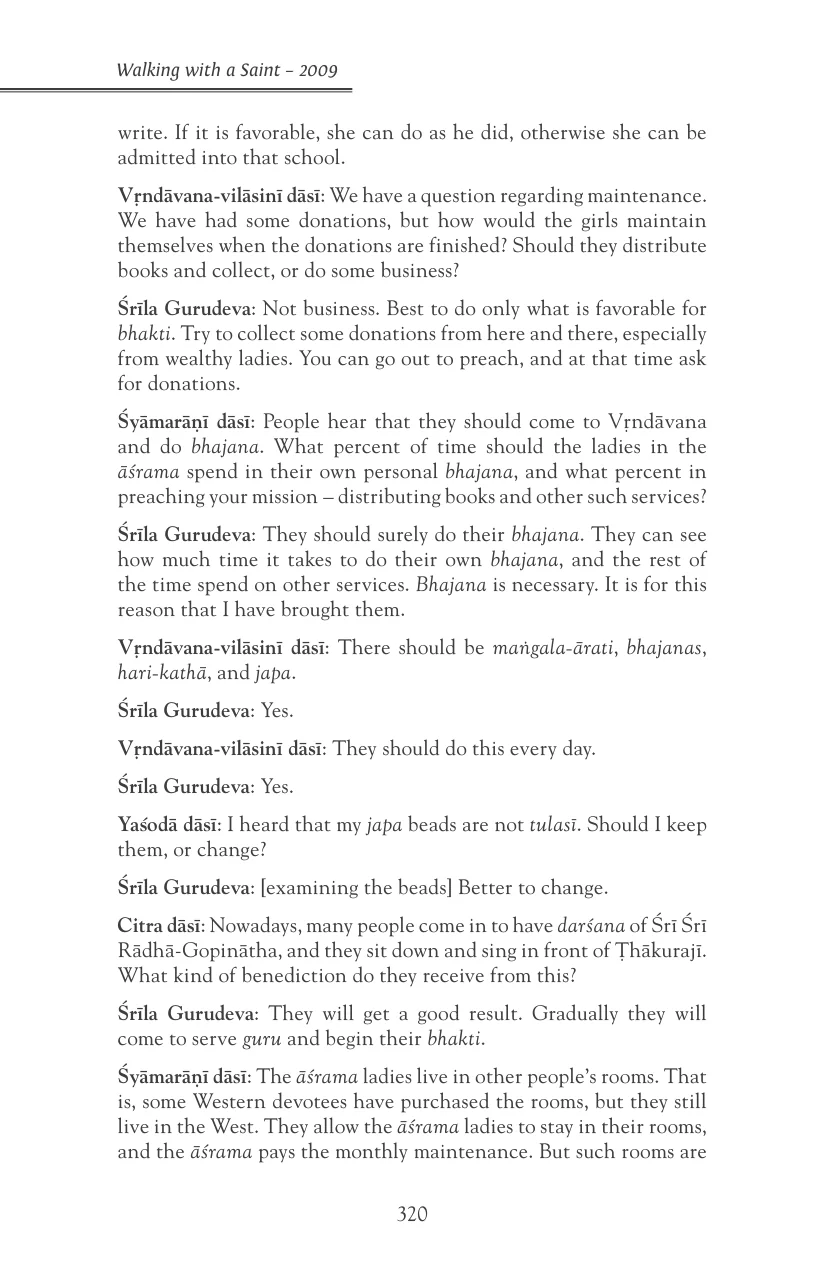 Walking with a Saint – 2009
write. If it is favorable, she can do as he did, otherwise she can be
admitted into that school.
Vṛndāvana-vilāsinī dāsī: We have a question regarding maintenance.
We have had some donations, but how would the girls maintain
themselves when the donations are finished? Should they distribute
books and collect, or do some business?
Śrīla Gurudeva: Not business. Best to do only what is favorable for
bhakti. Try to collect some donations from here and there, especially
from wealthy ladies. You can go out to preach, and at that time ask
for donations.
Śyāmarāṇī dāsī: People hear that they should come to Vṛndāvana
and do bhajana. What percent of time should the ladies in the
āśrama spend in their own personal bhajana, and what percent in
preaching your mission – distributing books and other such services?
Śrīla Gurudeva: They should surely do their bhajana. They can see
how much time it takes to do their own bhajana, and the rest of
the time spend on other services. Bhajana is necessary. It is for this
reason that I have brought them.
Vṛndāvana-vilāsinī dāsī: There should be maṅgala-ārati, bhajanas,
hari-kathā, and japa.
Śrīla Gurudeva: Yes.
Vṛndāvana-vilāsinī dāsī: They should do this every day.
Śrīla Gurudeva: Yes.
Yaśodā dāsī: I heard that my japa beads are not tulasī. Should I keep
them, or change?
Śrīla Gurudeva: [examining the beads] Better to change.
Citra dāsī: Nowadays, many people come in to have darśana of Śrī Śrī
Rādhā-Gopinātha, and they sit down and sing in front of Ṭhākurajī.
What kind of benediction do they receive from this?
Śrīla Gurudeva: They will get a good result. Gradually they will
come to serve guru and begin their bhakti.
Śyāmarāṇī dāsī: The āśrama ladies live in other people's rooms. That
is, some Western devotees have purchased the rooms, but they still
live in the West. They allow the āśrama ladies to stay in their rooms,
and the āśrama pays the monthly maintenance. But such rooms are
320